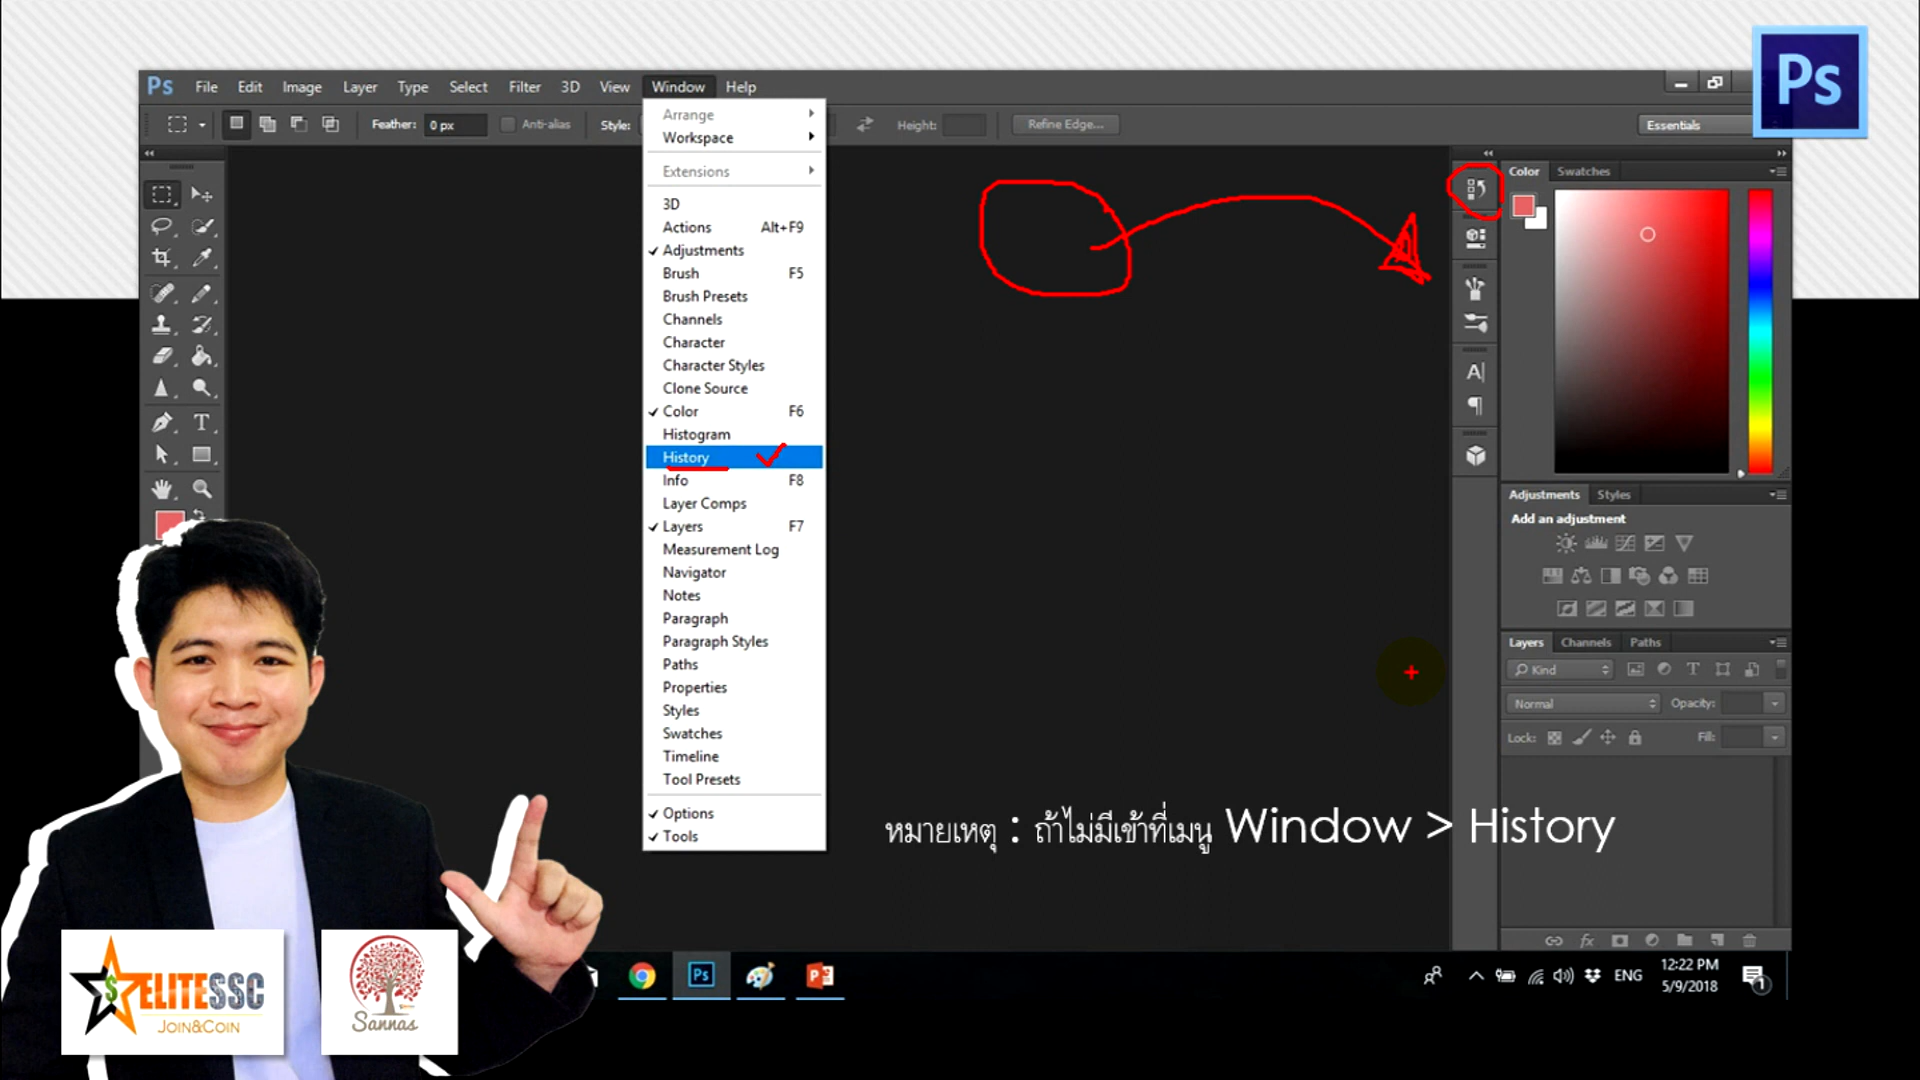 Ps
Ps File Edit Image Layer Type Select Filter 3D View Window Help
Feather: 0 px Anti-alias Style: Height: Refine Edge... Essentials
Arrange
Workspace
Extensions
3D
Actions Alt+F9
Adjustments
Brush F5
Brush Presets
Channels
Character
Character Styles
Clone Source
Color F6
Histogram
History
Info F8
Layer Comps
Layers F7
Measurement Log
Navigator
Notes
Paragraph
Paragraph Styles
Paths
Properties
Styles
Swatches
Timeline
Tool Presets
Options
Tools
Color Swatches
Adjustments Styles
Add an adjustment
Layers Channels Paths
Kind
Normal Opacity:
Lock: Fill:
หมายเหตุ : ถ้าไม่มีเข้าที่เมนู Window > History
ELITESSC
JOIN&COIN
Sannas
Ps
ENG 12:22 PM
5/9/2018
1